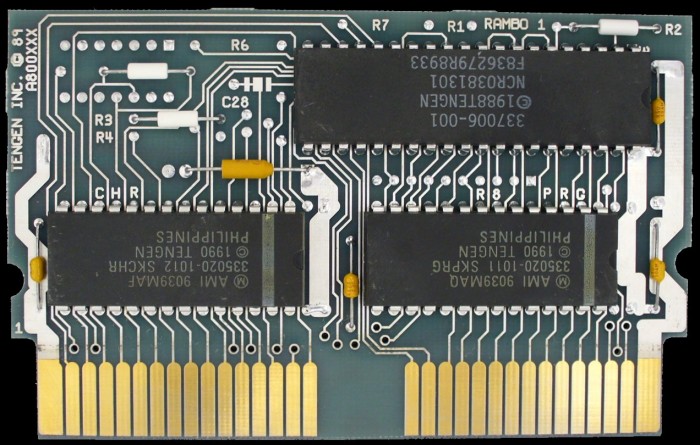 TENGEN INC. © 89
A800XXX
R6
R7
R1
RAMBO 1
R2
C28
R3
R4
337006-001
©1988TENGEN
NCR0381301
F836279R8933
CHR
R8
PRG
Ⓜ AMI 9039MAF
335020-1012 SKCHR
© 1990 TENGEN
PHILIPPINES
Ⓜ AMI 9039MAQ
335020-1011 SKPRG
© 1990 TENGEN
PHILIPPINES
1